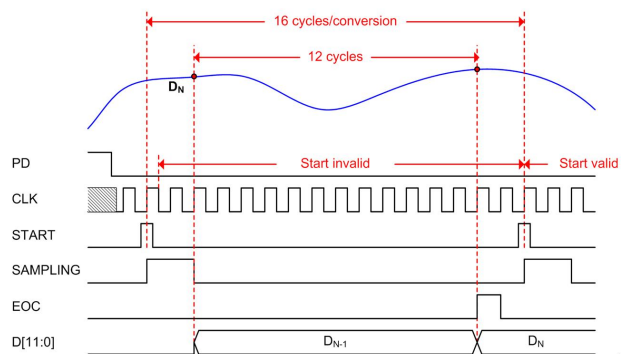 16 cycles/conversion
12 cycles
DN
PD
Start invalid
Start valid
CLK
START
SAMPLING
EOC
D[11:0]
DN-1
DN